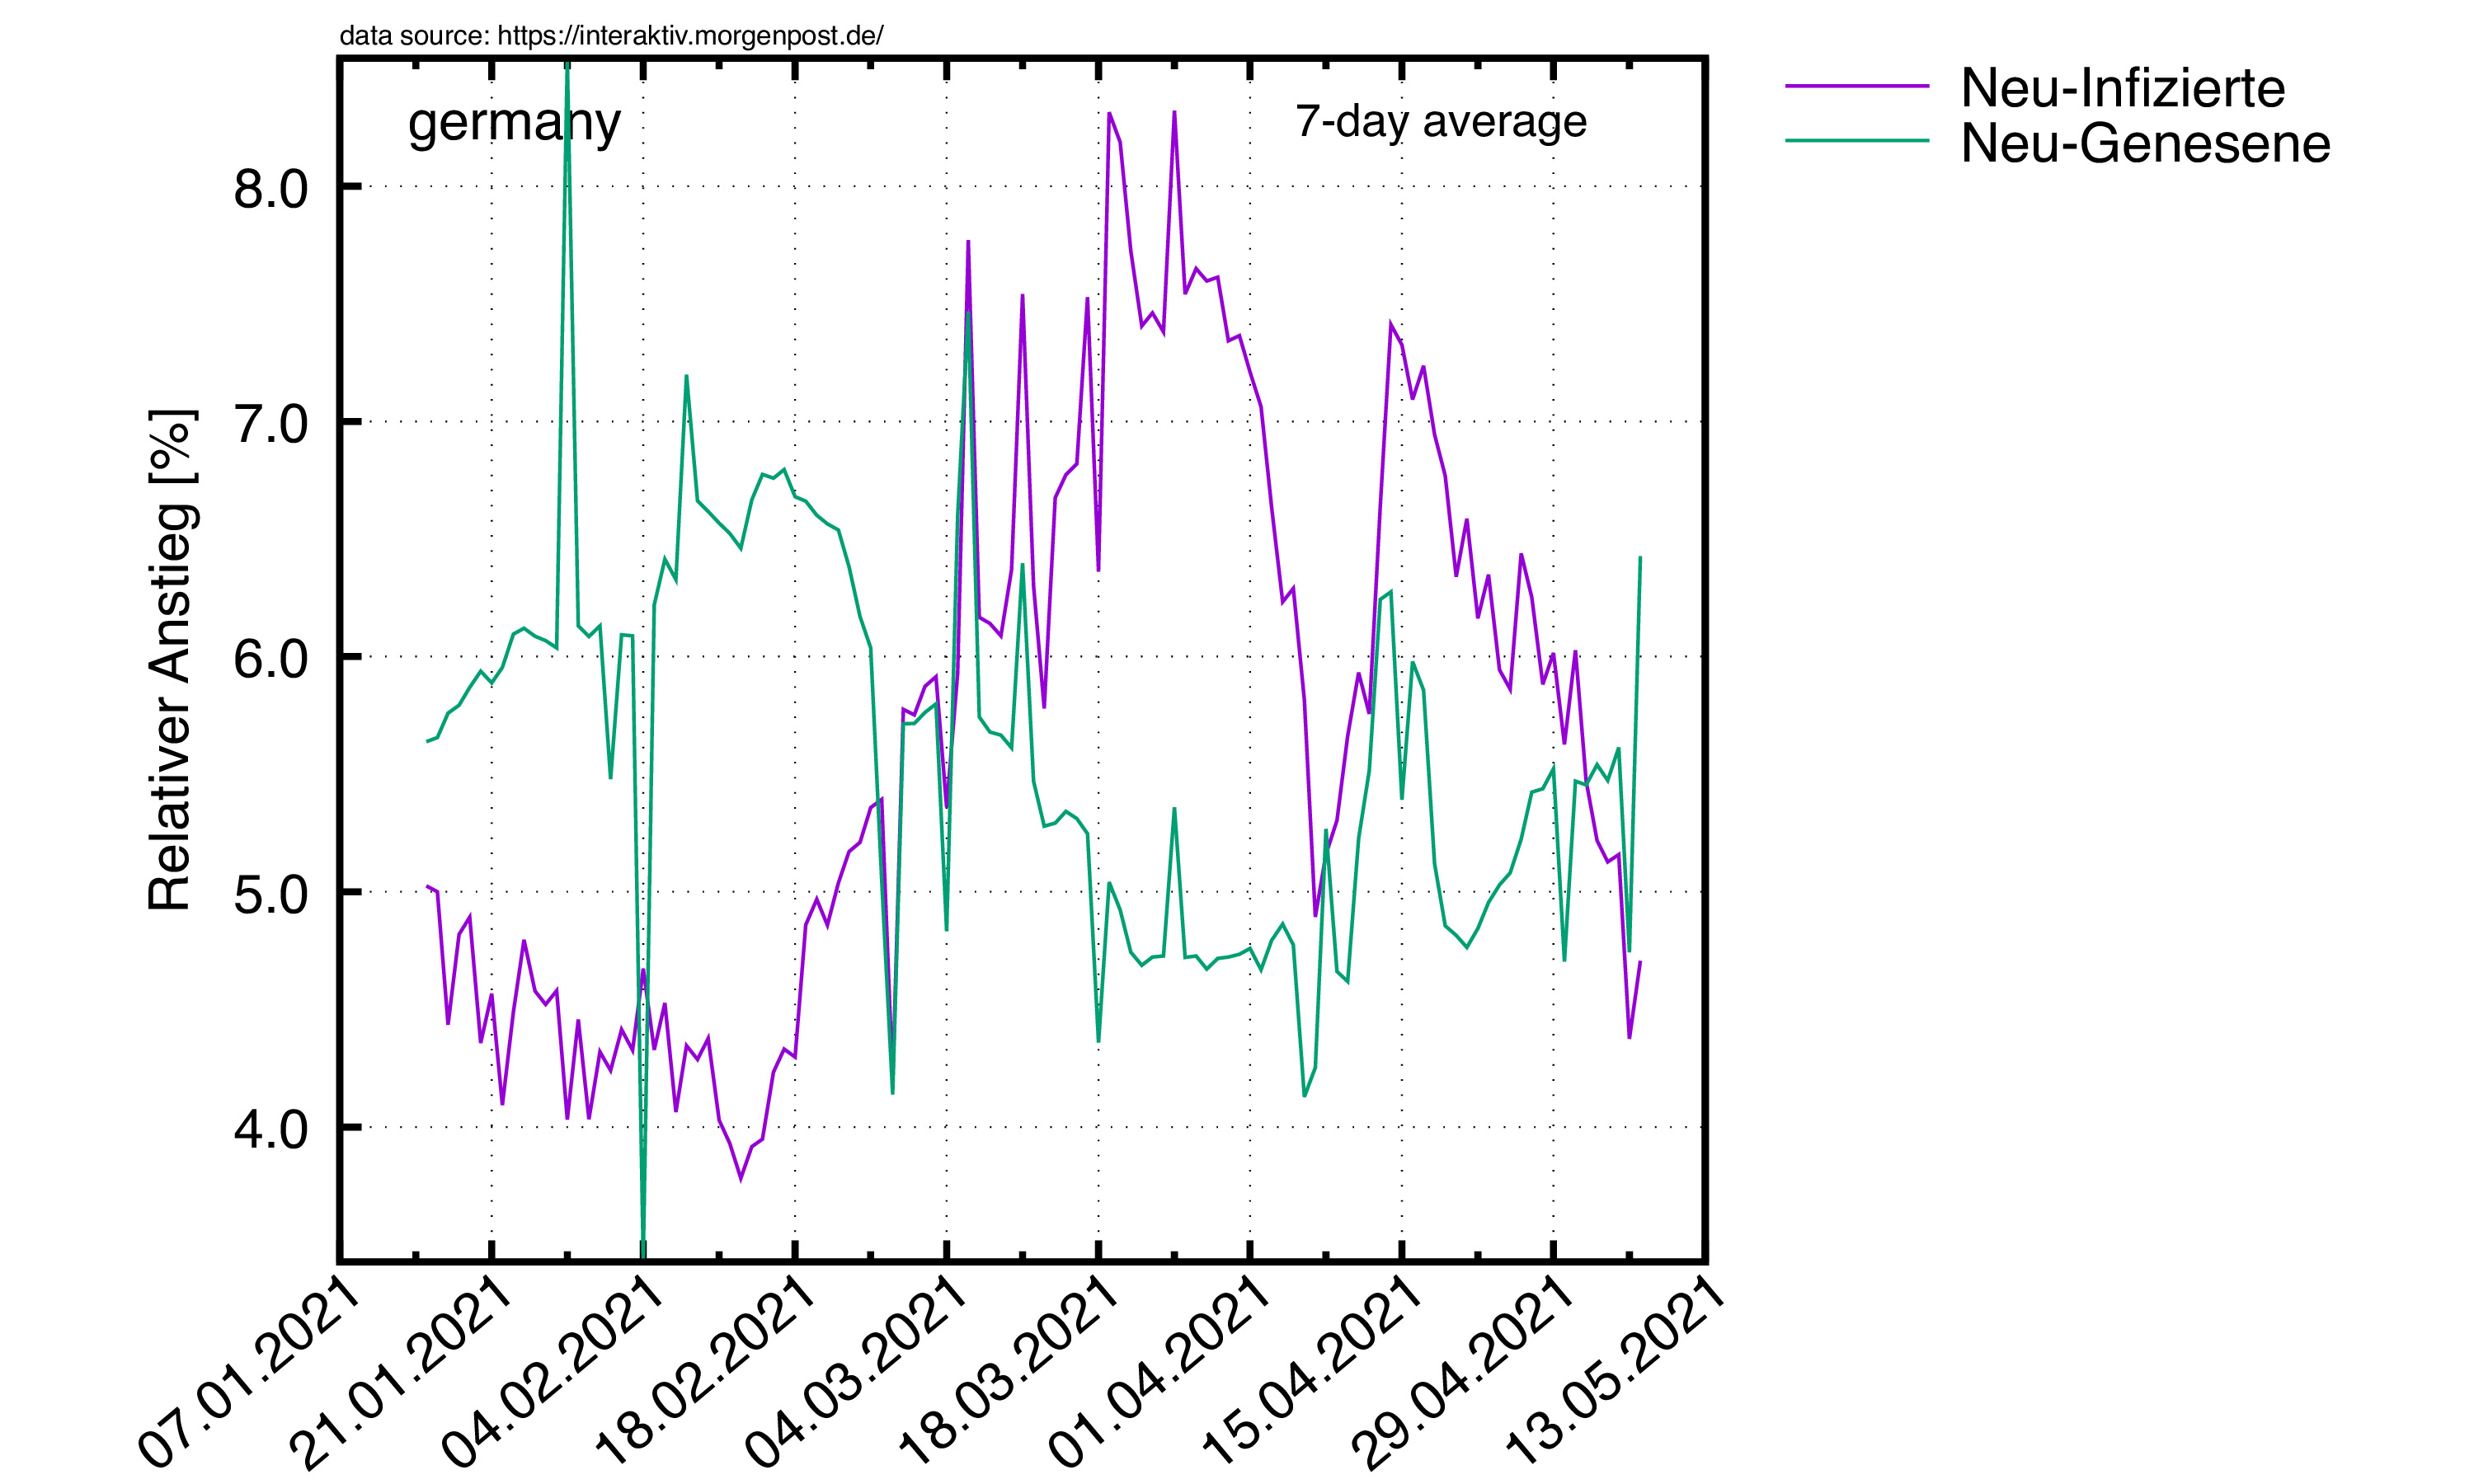 data source: https://interaktiv.morgenpost.de/
germany
7-day average
Neu-Infizierte
Neu-Genesene
Relativer Anstieg [%]
8.0
7.0
6.0
5.0
4.0
07.01.2021
21.01.2021
04.02.2021
18.02.2021
04.03.2021
18.03.2021
01.04.2021
15.04.2021
29.04.2021
13.05.2021